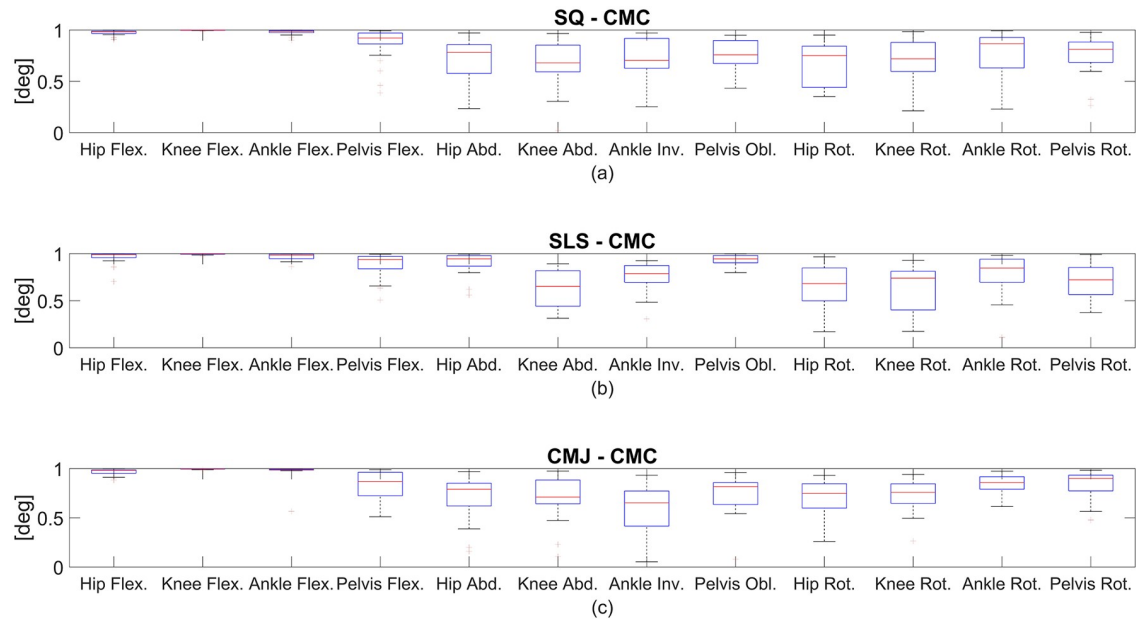 SQ - CMC
1
0.5
0
[deg]
Hip Flex. Knee Flex. Ankle Flex. Pelvis Flex. Hip Abd. Knee Abd. Ankle Inv. Pelvis Obl. Hip Rot. Knee Rot. Ankle Rot. Pelvis Rot.
(a)
SLS - CMC
1
0.5
0
[deg]
Hip Flex. Knee Flex. Ankle Flex. Pelvis Flex. Hip Abd. Knee Abd. Ankle Inv. Pelvis Obl. Hip Rot. Knee Rot. Ankle Rot. Pelvis Rot.
(b)
CMJ - CMC
1
0.5
0
[deg]
Hip Flex. Knee Flex. Ankle Flex. Pelvis Flex. Hip Abd. Knee Abd. Ankle Inv. Pelvis Obl. Hip Rot. Knee Rot. Ankle Rot. Pelvis Rot.
(c)